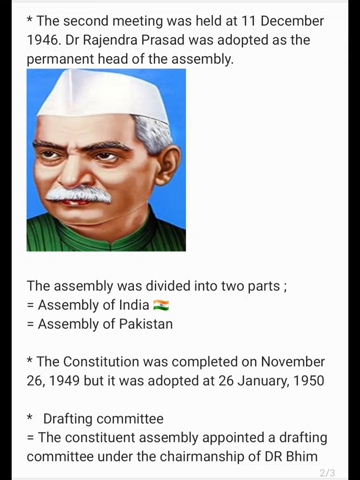 * The second meeting was held at 11 December
1946. Dr Rajendra Prasad was adopted as the
permanent head of the assembly.
The assembly was divided into two parts ;
= Assembly of India 🇮🇳
= Assembly of Pakistan
* The Constitution was completed on November
26, 1949 but it was adopted at 26 January, 1950
* Drafting committee
= The constituent assembly appointed a drafting
committee under the chairmanship of DR Bhim
2/3